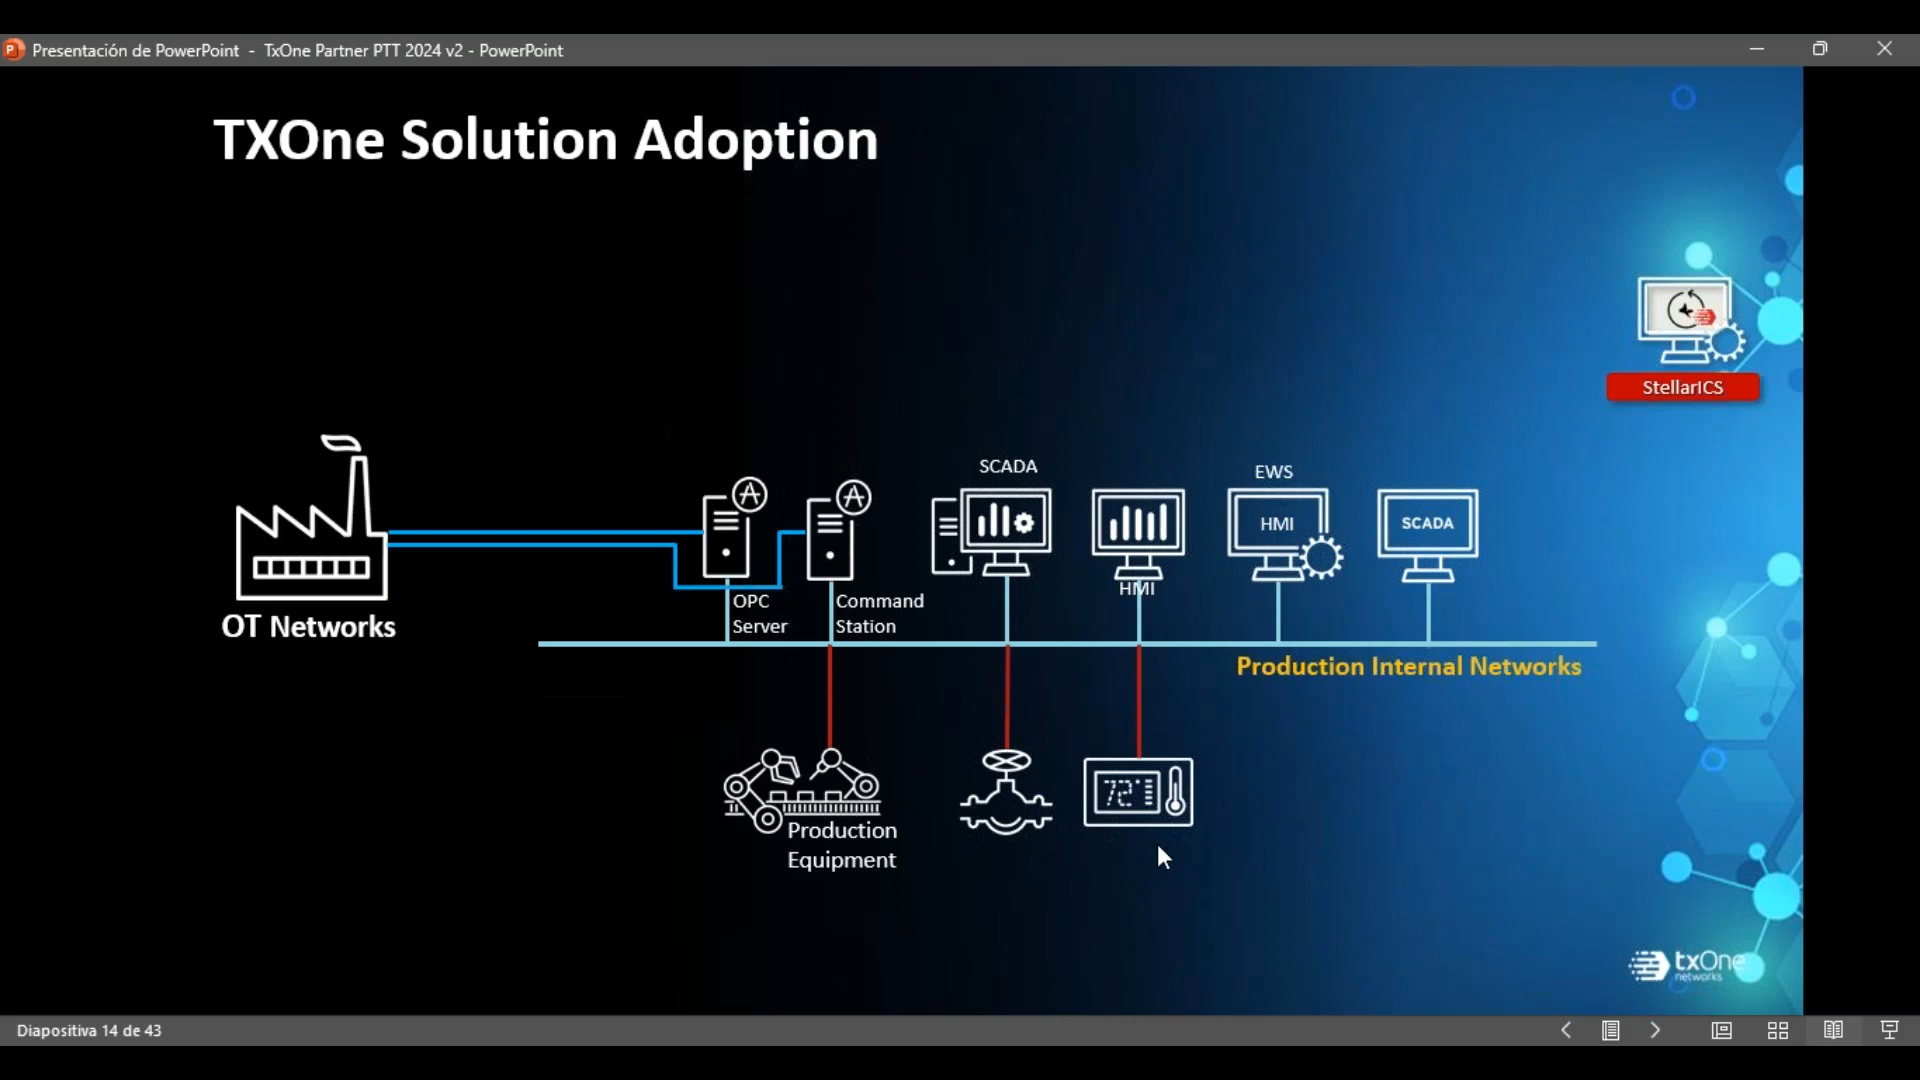 Presentación de PowerPoint - TxOne Partner PTT 2024 v2 - PowerPoint
TXOne Solution Adoption
StellarICS
SCADA
EWS
HMI
SCADA
HMI
OPC
Server
Command
Station
OT Networks
Production Internal Networks
72°
Production
Equipment
txOne
networks
Diapositiva 14 de 43